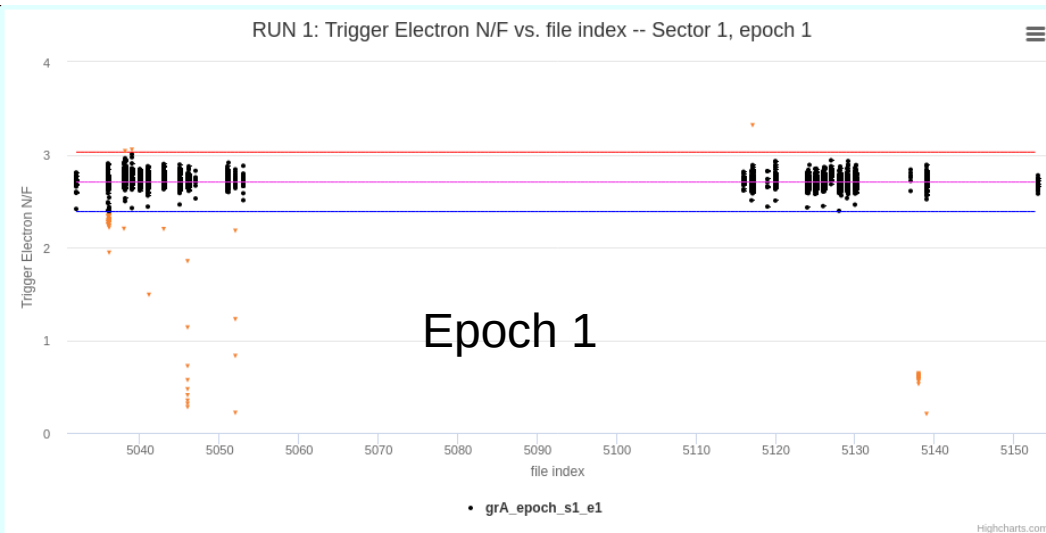 RUN 1: Trigger Electron N/F vs. file index -- Sector 1, epoch 1
4
3
2
1
0
Trigger Electron N/F
Epoch 1
5040 5050 5060 5070 5080 5090 5100 5110 5120 5130 5140 5150
file index
grA_epoch_s1_e1
Highcharts.com